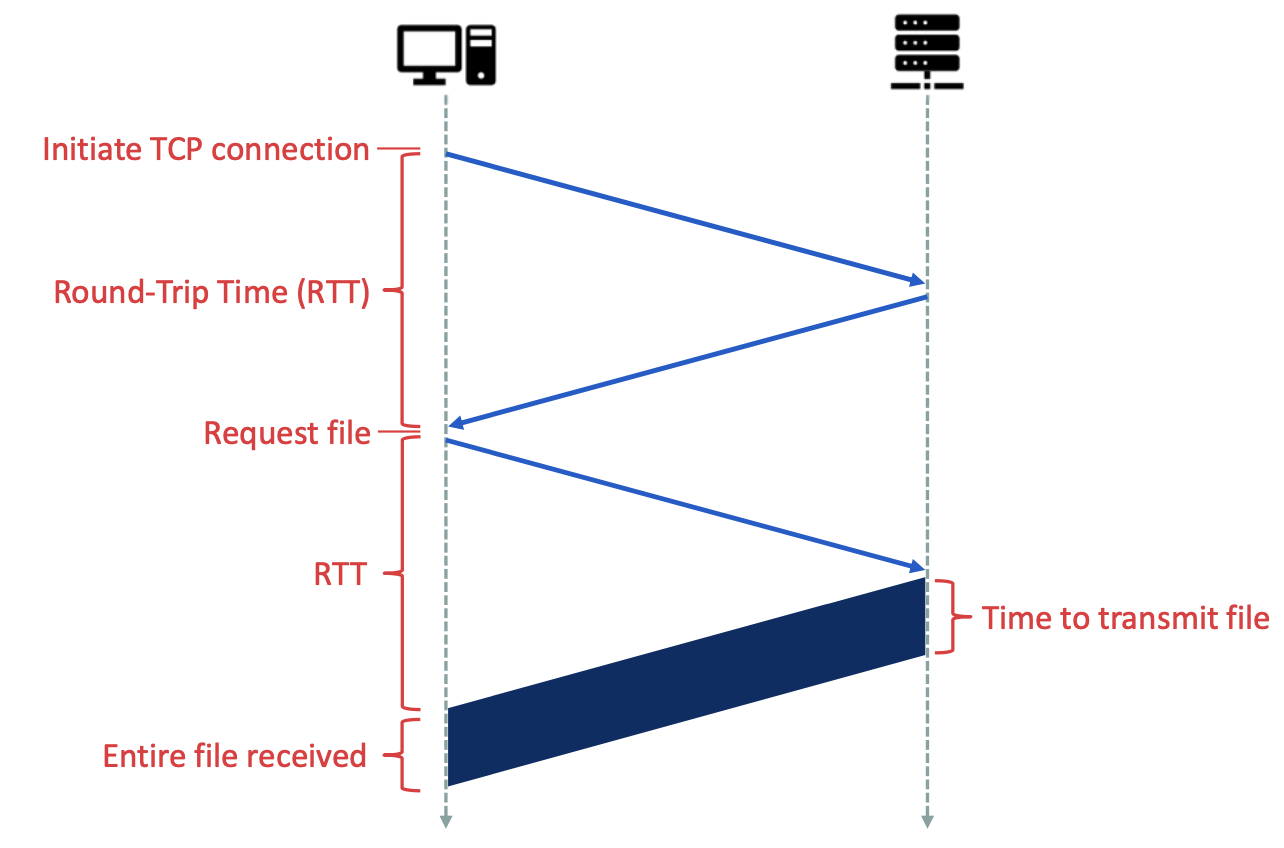 Initiate TCP connection
Round-Trip Time (RTT)
Request file
RTT
Time to transmit file
Entire file received